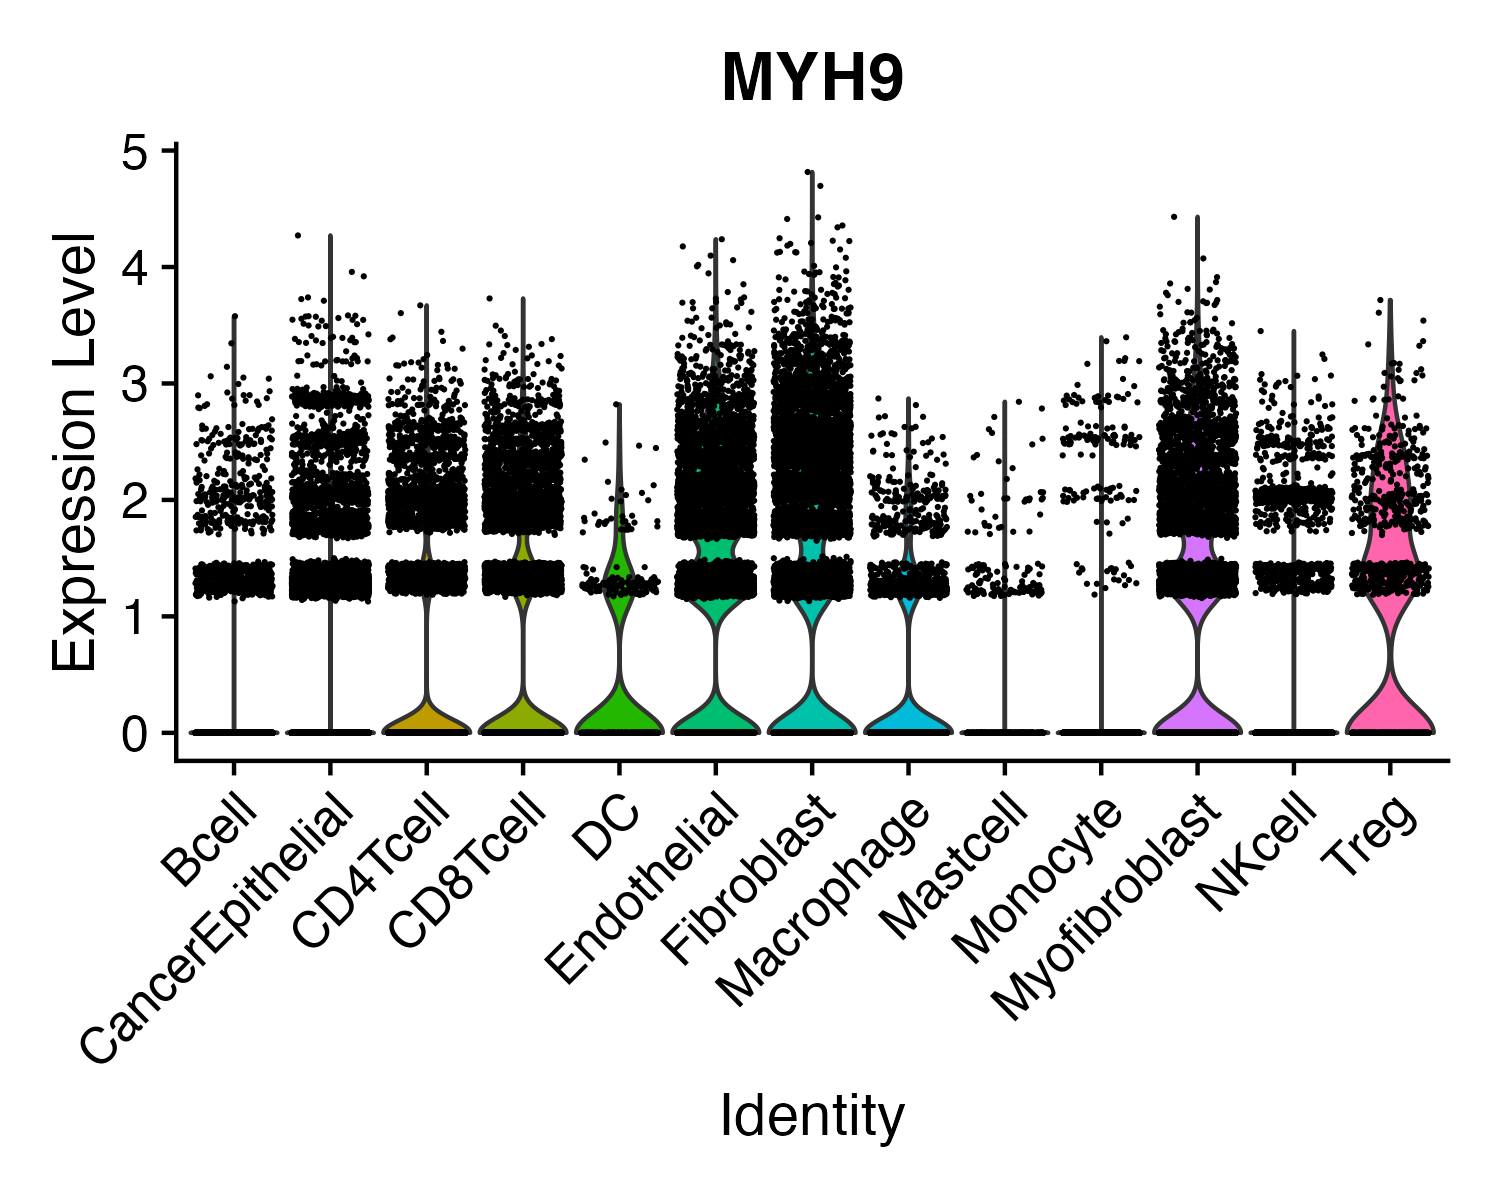 MYH9
Expression Level
5
4
3
2
1
0
Bcell
CancerEpithelial
CD4Tcell
CD8Tcell
DC
Endothelial
Fibroblast
Macrophage
Mastcell
Monocyte
Myofibroblast
NKcell
Treg
Identity